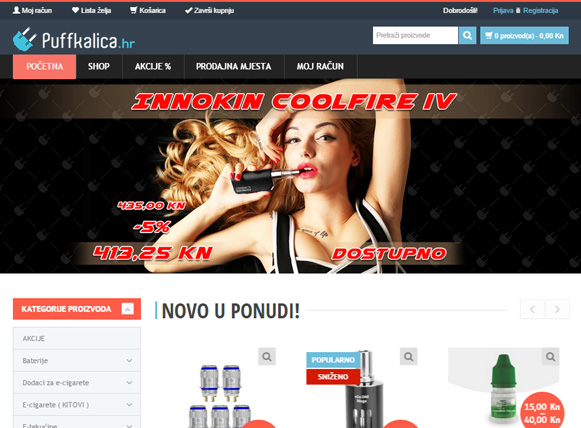 Moj račun Lista želja Košarica Završi kupnju Dobrodošli! Prijava Registracija
Puffkalica.hr
Pretraži proizvode 0 proizvod(a) - 0,00 Kn
POČETNA SHOP AKCIJE % PRODAJNA MJESTA MOJ RAČUN
INNOKIN COOLFIRE IV
435,00 KN
-5%
413,25 KN DOSTUPNO
KATEGORIJE PROIZVODA
NOVO U PONUDI!
AKCIJE
Baterije
Dodaci za e-cigarete
E-cigarete ( KITOVI )
E-tekućine
POPULARNO
SNIŽENO
15,00 Kn
–
40,00 Kn